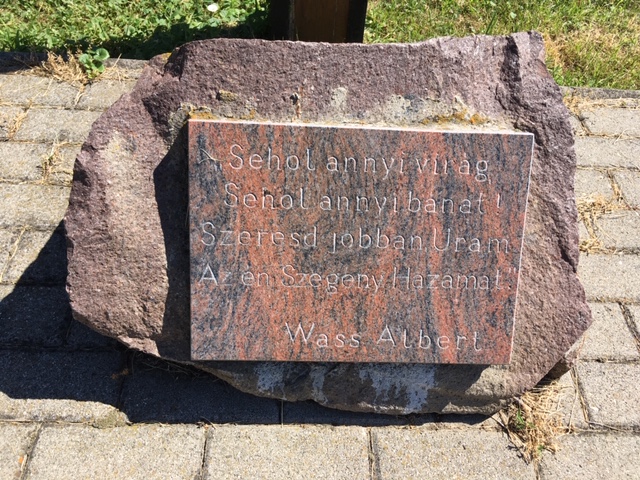 „Sehol annyi virág
Sehol annyi bánat!
Szeresd jobban Uram
Az én Szegény Hazámat."
Wass Albert